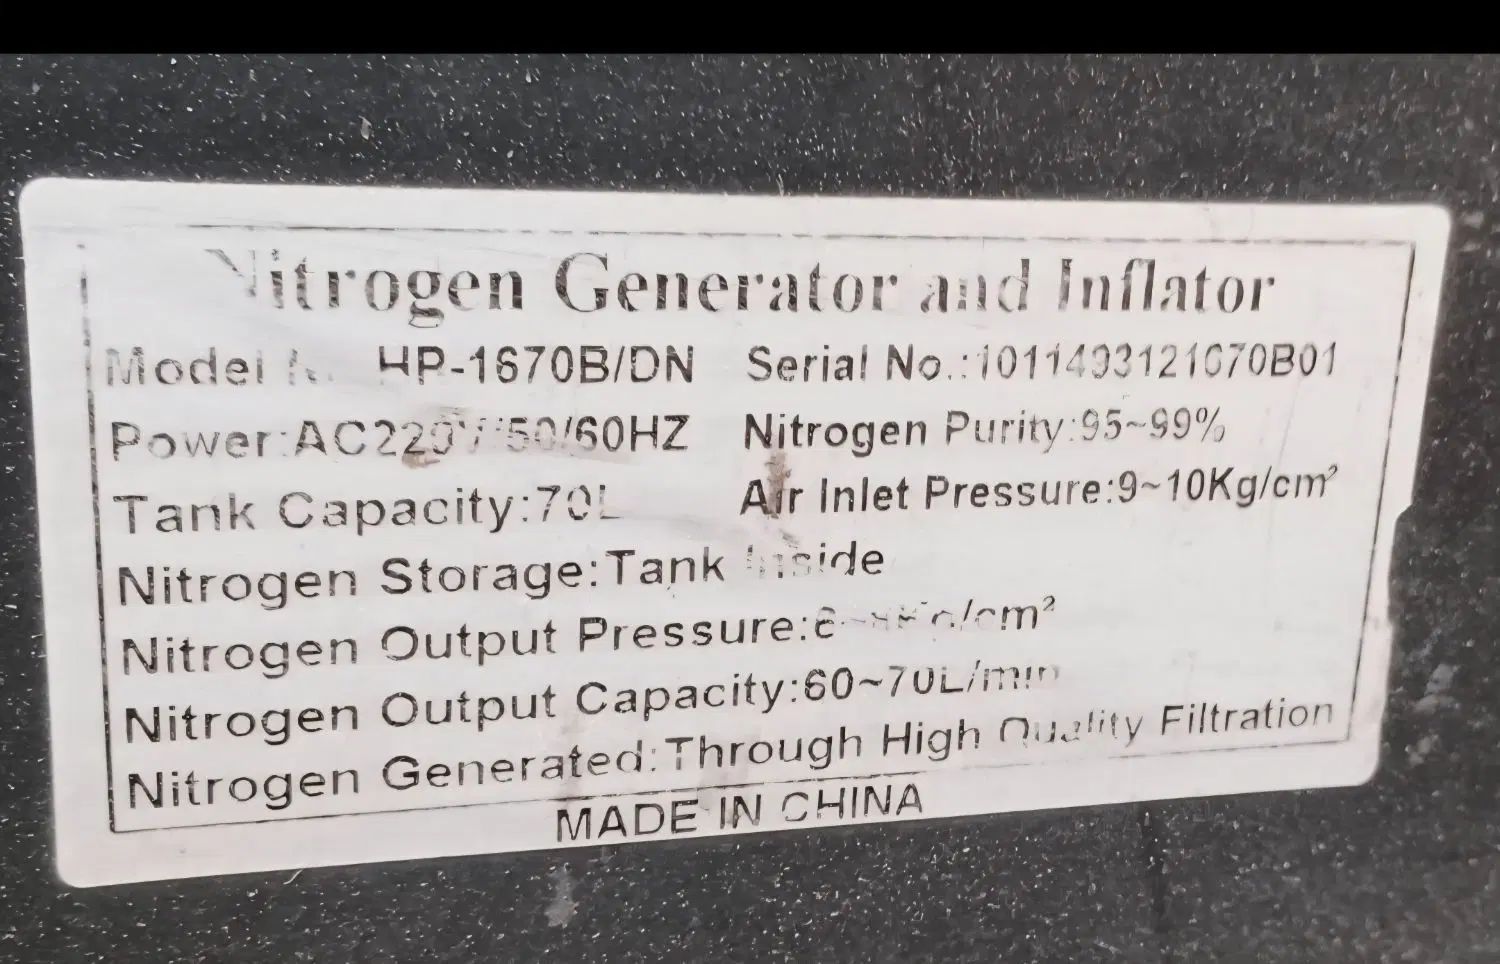 Nitrogen Generator and Inflator
Model HP-1670B/DN Serial No.:
Power:AC220V/50/60HZ Nitrogen Purity:95~99%
Tank Capacity:70L Air Inlet Pressure:9~10Kg/cm²
Nitrogen Storage:Tank Inside
Nitrogen Output Pressure:
Nitrogen Output Capacity:60~70L/min
Nitrogen Generated:Through High Quality Filtration
MADE IN CHINA